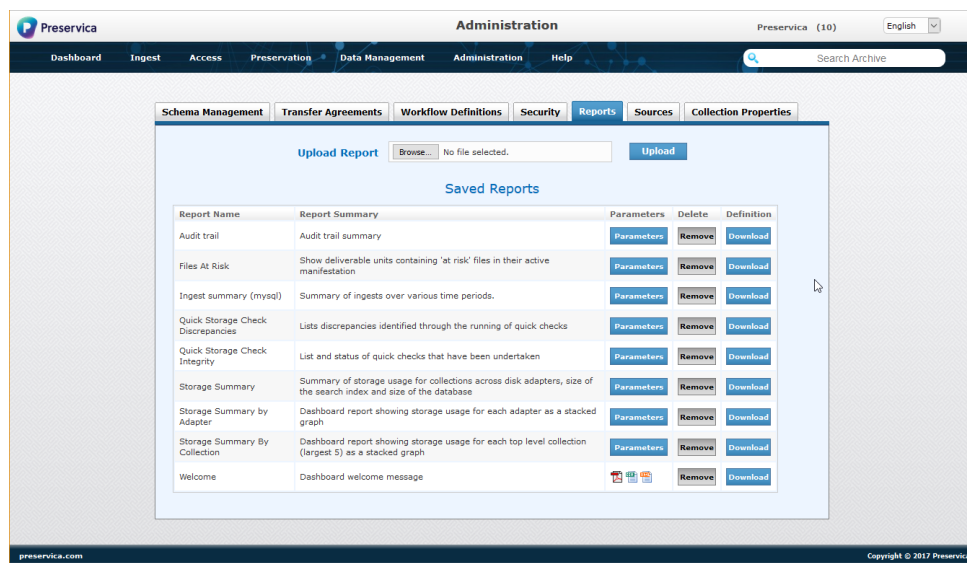 Preservica
Administration
Preservica (10)
English
Dashboard Ingest Access Preservation Data Management Administration Help
Search Archive
Schema Management Transfer Agreements Workflow Definitions Security Reports Sources Collection Properties
Upload Report Browse... No file selected. Upload
Saved Reports
Report Name Report Summary Parameters Delete Definition
Audit trail Audit trail summary Parameters Remove Download
Files At Risk Show deliverable units containing 'at risk' files in their active
manifestation Parameters Remove Download
Ingest summary (mysql) Summary of ingests over various time periods. Parameters Remove Download
Quick Storage Check
Discrepancies Lists discrepancies identified through the running of quick checks Parameters Remove Download
Quick Storage Check
Integrity List and status of quick checks that have been undertaken Parameters Remove Download
Storage Summary Summary of storage usage for collections across disk adapters, size of
the search index and size of the database Parameters Remove Download
Storage Summary by
Adapter Dashboard report showing storage usage for each adapter as a stacked
graph Parameters Remove Download
Storage Summary By
Collection Dashboard report showing storage usage for each top level collection
(largest 5) as a stacked graph Parameters Remove Download
Welcome Dashboard welcome message Remove Download
preservica.com
Copyright © 2017 Preservica